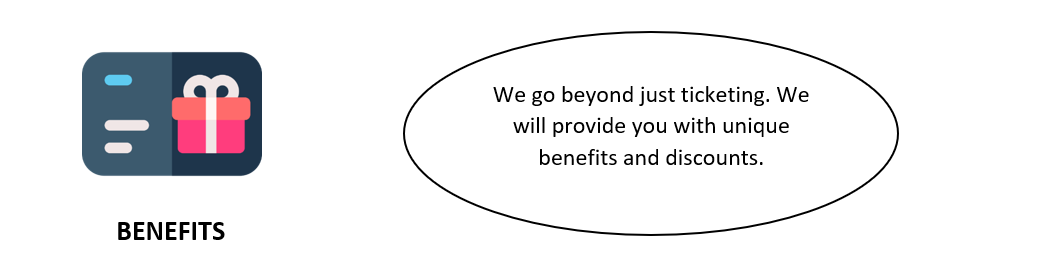 We go beyond just ticketing. We
will provide you with unique
benefits and discounts.
BENEFITS